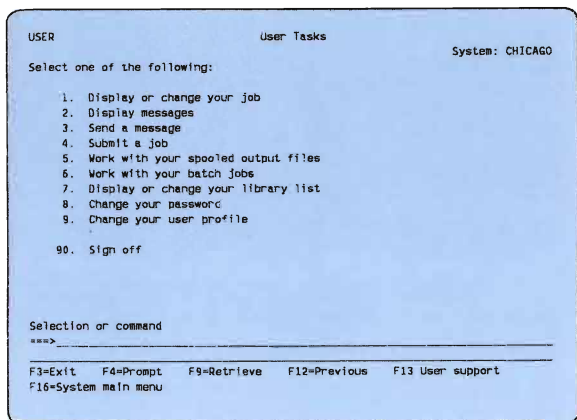 USER User Tasks
System: CHICAGO
Select one of the following:
1. Display or change your job
2. Display messages
3. Send a message
4. Submit a job
5. Work with your spooled output files
6. Work with your batch jobs
7. Display or change your library list
8. Change your password
9. Change your user profile
90. Sign off
Selection or command
===>
F3=Exit F4=Prompt F9=Retrieve F12=Previous F13 User support
F16=System main menu